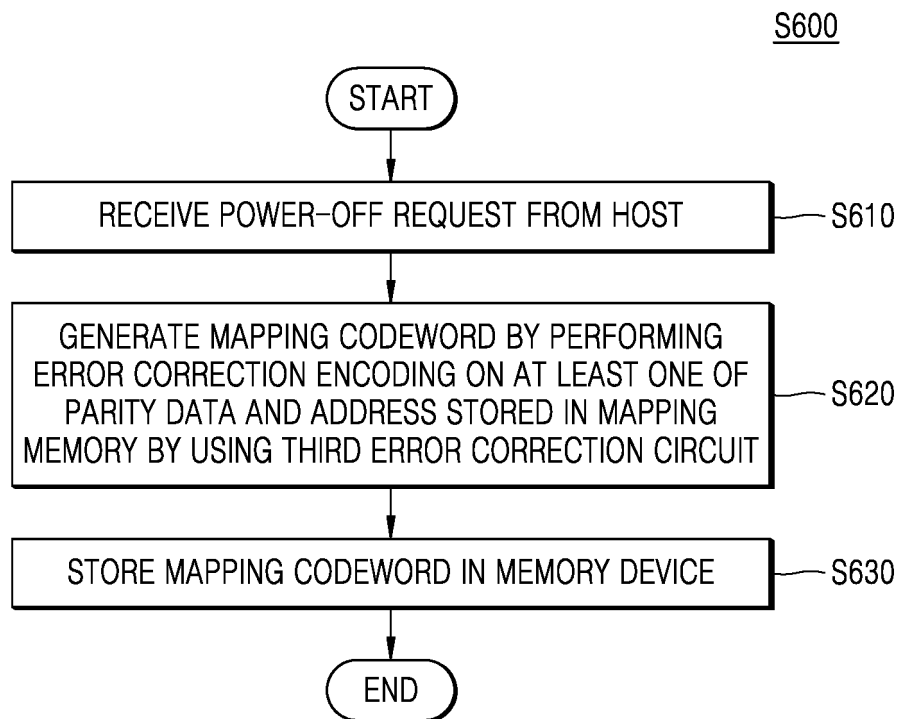 S600
START
RECEIVE POWER-OFF REQUEST FROM HOST
S610
GENERATE MAPPING CODEWORD BY PERFORMING
ERROR CORRECTION ENCODING ON AT LEAST ONE OF
PARITY DATA AND ADDRESS STORED IN MAPPING
MEMORY BY USING THIRD ERROR CORRECTION CIRCUIT
S620
STORE MAPPING CODEWORD IN MEMORY DEVICE
S630
END